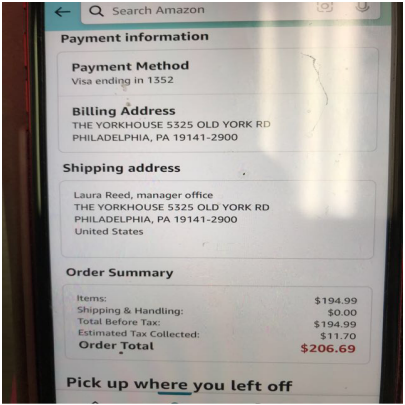 Search Amazon
Payment information
Payment Method
Visa ending in 1352
Billing Address
THE YORKHOUSE 5325 OLD YORK RD
PHILADELPHIA, PA 19141-2900
Shipping address
Laura Reed, manager office
THE YORKHOUSE 5325 OLD YORK RD
PHILADELPHIA, PA 19141-2900
United States
Order Summary
Items: $194.99
Shipping & Handling: $0.00
Total Before Tax: $194.99
Estimated Tax Collected: $11.70
Order Total $206.69
Pick up where you left off